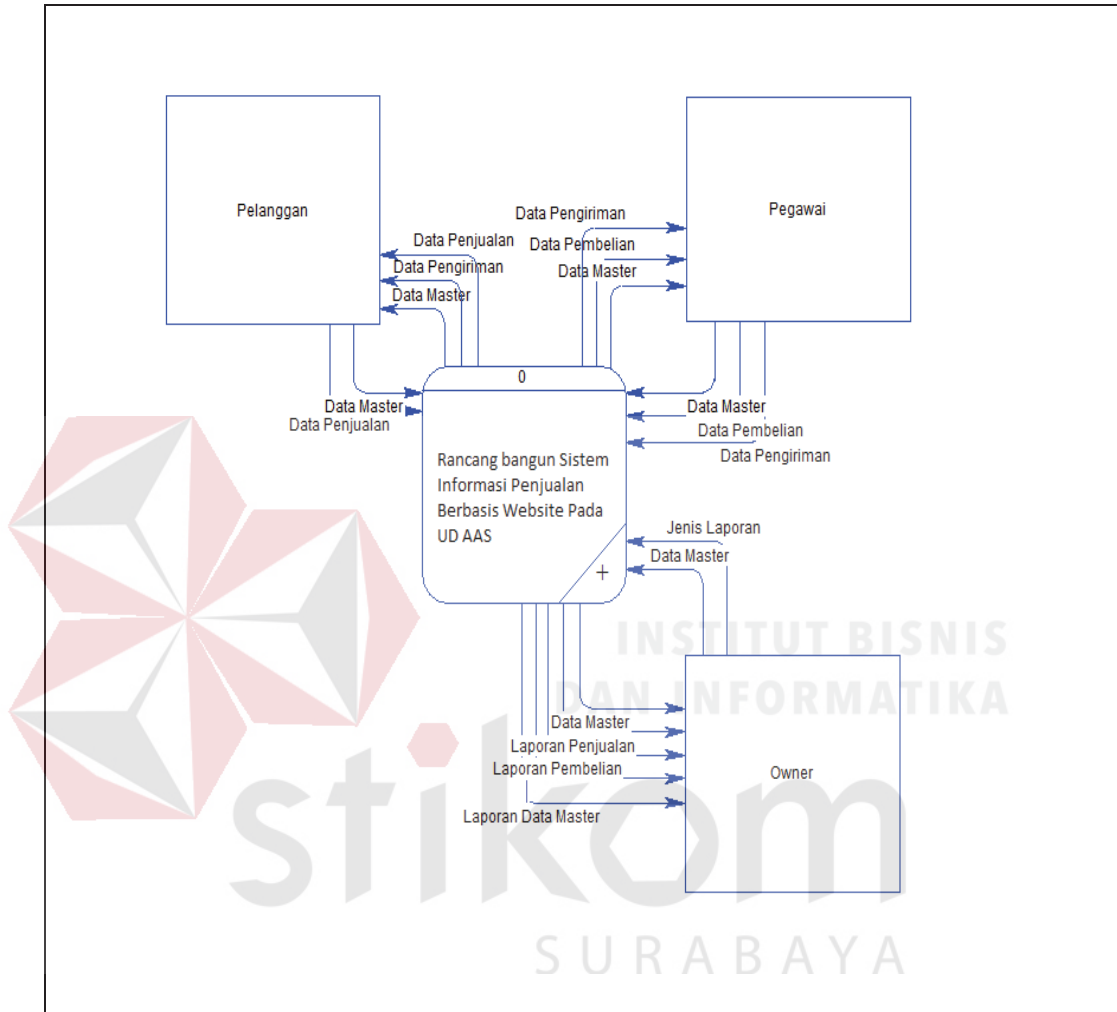 Pelanggan
Pegawai
Data Pengiriman
Data Penjualan
Data Pembelian
Data Pengiriman
Data Master
Data Master
0
Data Master
Data Penjualan
Data Master
Data Pembelian
Data Pengiriman
Rancang bangun Sistem
Informasi Penjualan
Berbasis Website Pada
UD AAS
+
Jenis Laporan
Data Master
INSTITUT BISNIS
DAN INFORMATIKA
Data Master
Laporan Penjualan
Laporan Pembelian
Laporan Data Master
Owner
stikom
SURABAYA